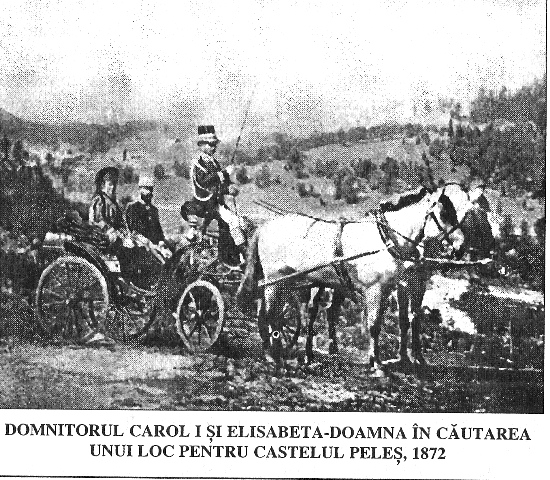 DOMNITORUL CAROL I ȘI ELISABETA-DOAMNA ÎN CĂUTAREA
UNUI LOC PENTRU CASTELUL PELEȘ, 1872